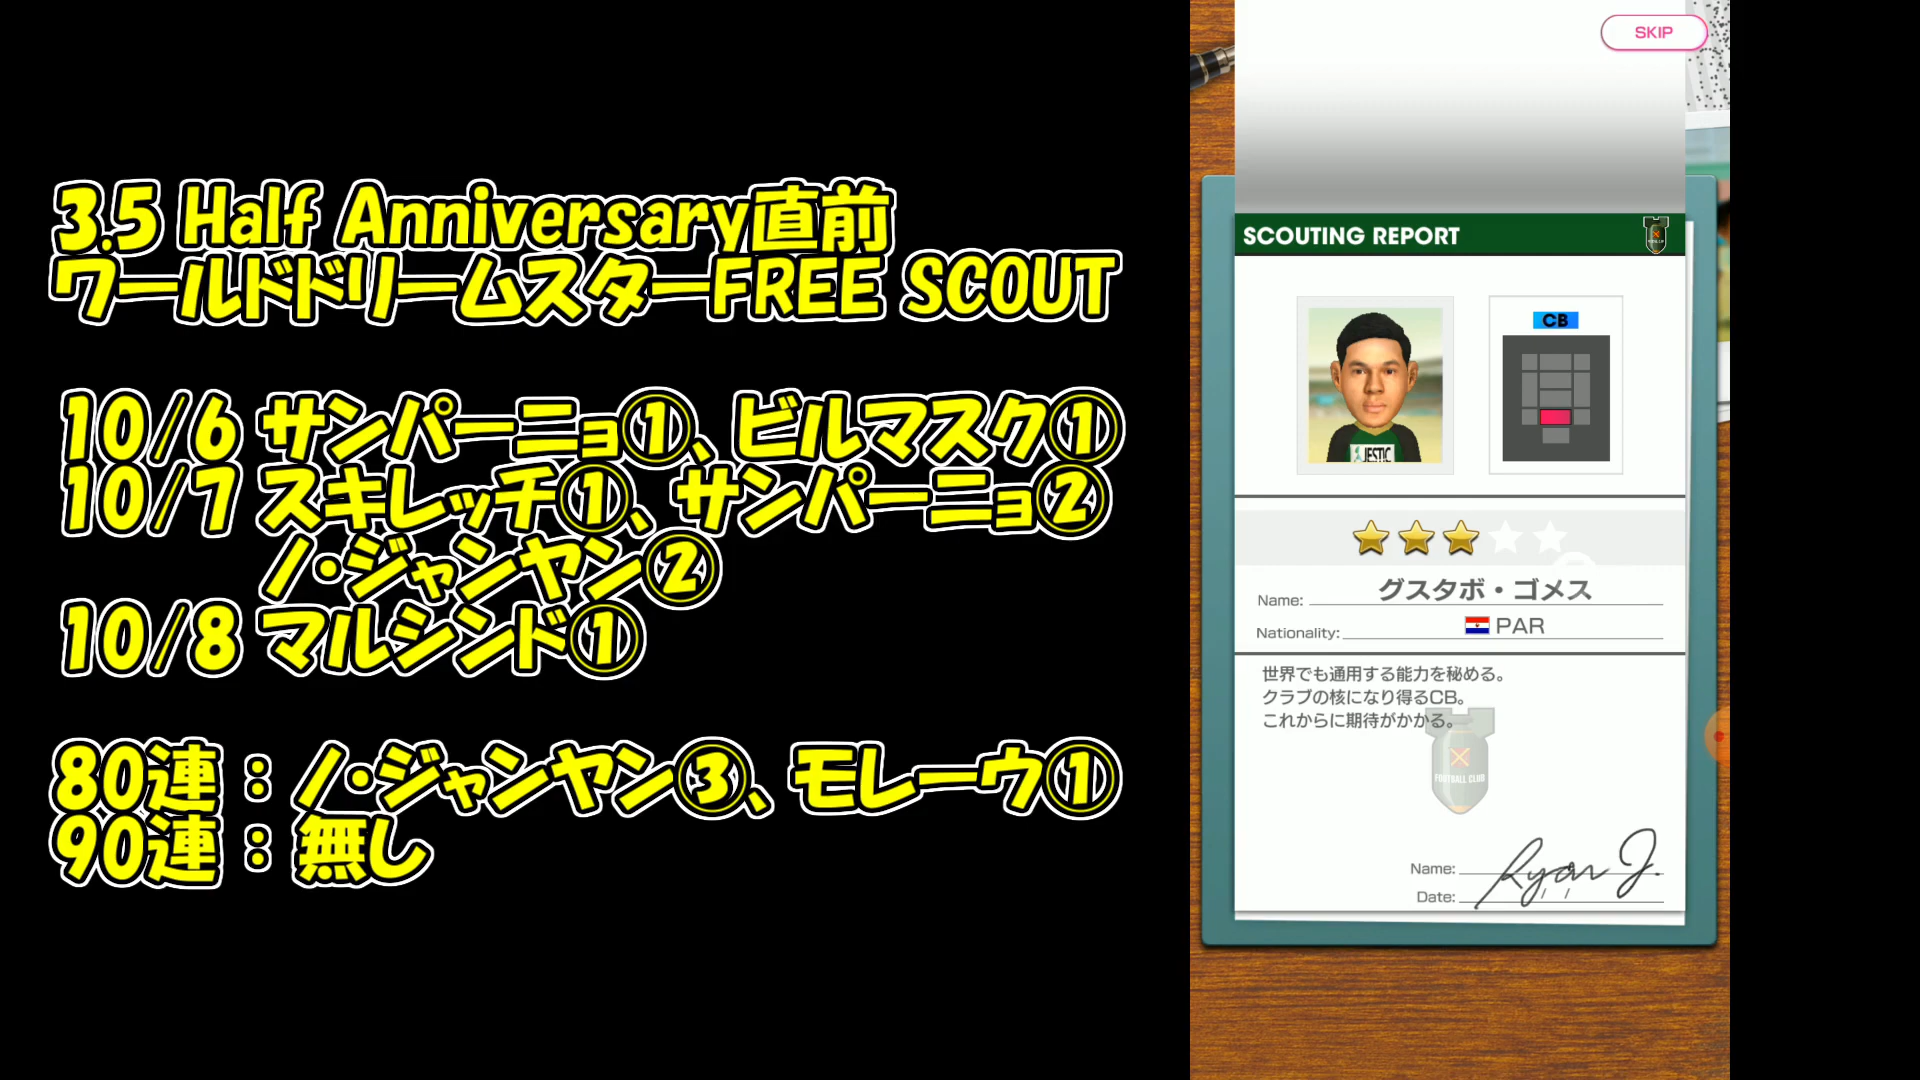 3.5 Half Anniversary直前
ワールドドリームスターFREE SCOUT
10/6 サンパーニョ①、ビルマスク①
10/7 スキレッチ①、サンパーニョ②
ノ・ジャンヤン②
10/8 マルシンド①
80連：ノ・ジャンヤン③、モレーウ①
90連：無し
SKIP
SCOUTING REPORT
CB
JESTIC
Name: グスタボ・ゴメス
Nationality: PAR
世界でも通用する能力を秘める。
クラブの核になり得るCB。
これからに期待がかかる。
FOOTBALL CLUB
Name: Ryan J.
Date: / /